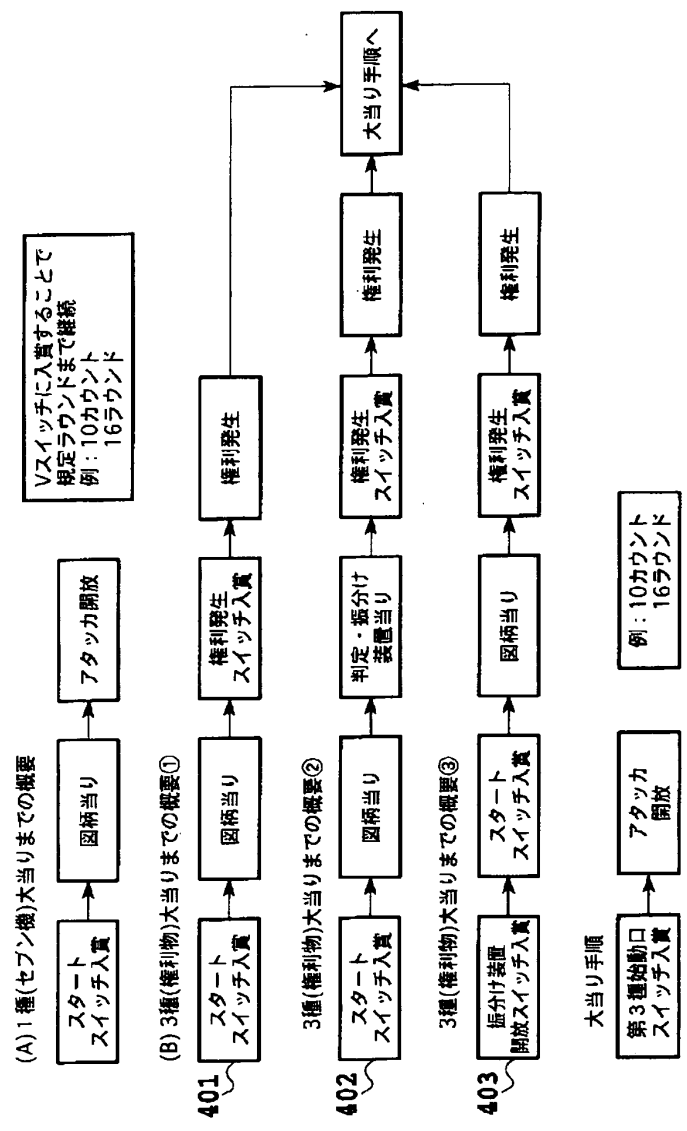 (A)1種(セブン機)大当りまでの概要
スタート
スイッチ入賞
図柄当り
アタッカ開放
Vスイッチに入賞することで
規定ラウンドまで継続
例：10カウント
16ラウンド
(B)3種(権利物)大当りまでの概要①
401
スタート
スイッチ入賞
図柄当り
権利発生
スイッチ入賞
権利発生
3種(権利物)大当りまでの概要②
402
スタート
スイッチ入賞
図柄当り
判定・振分け
装置当り
権利発生
スイッチ入賞
権利発生
大当り手順へ
3種(権利物)大当りまでの概要③
403
振分け装置
開放スイッチ入賞
スタート
スイッチ入賞
図柄当り
権利発生
スイッチ入賞
権利発生
大当り手順
第3種始動口
スイッチ入賞
アタッカ
開放
例：10カウント
16ラウンド